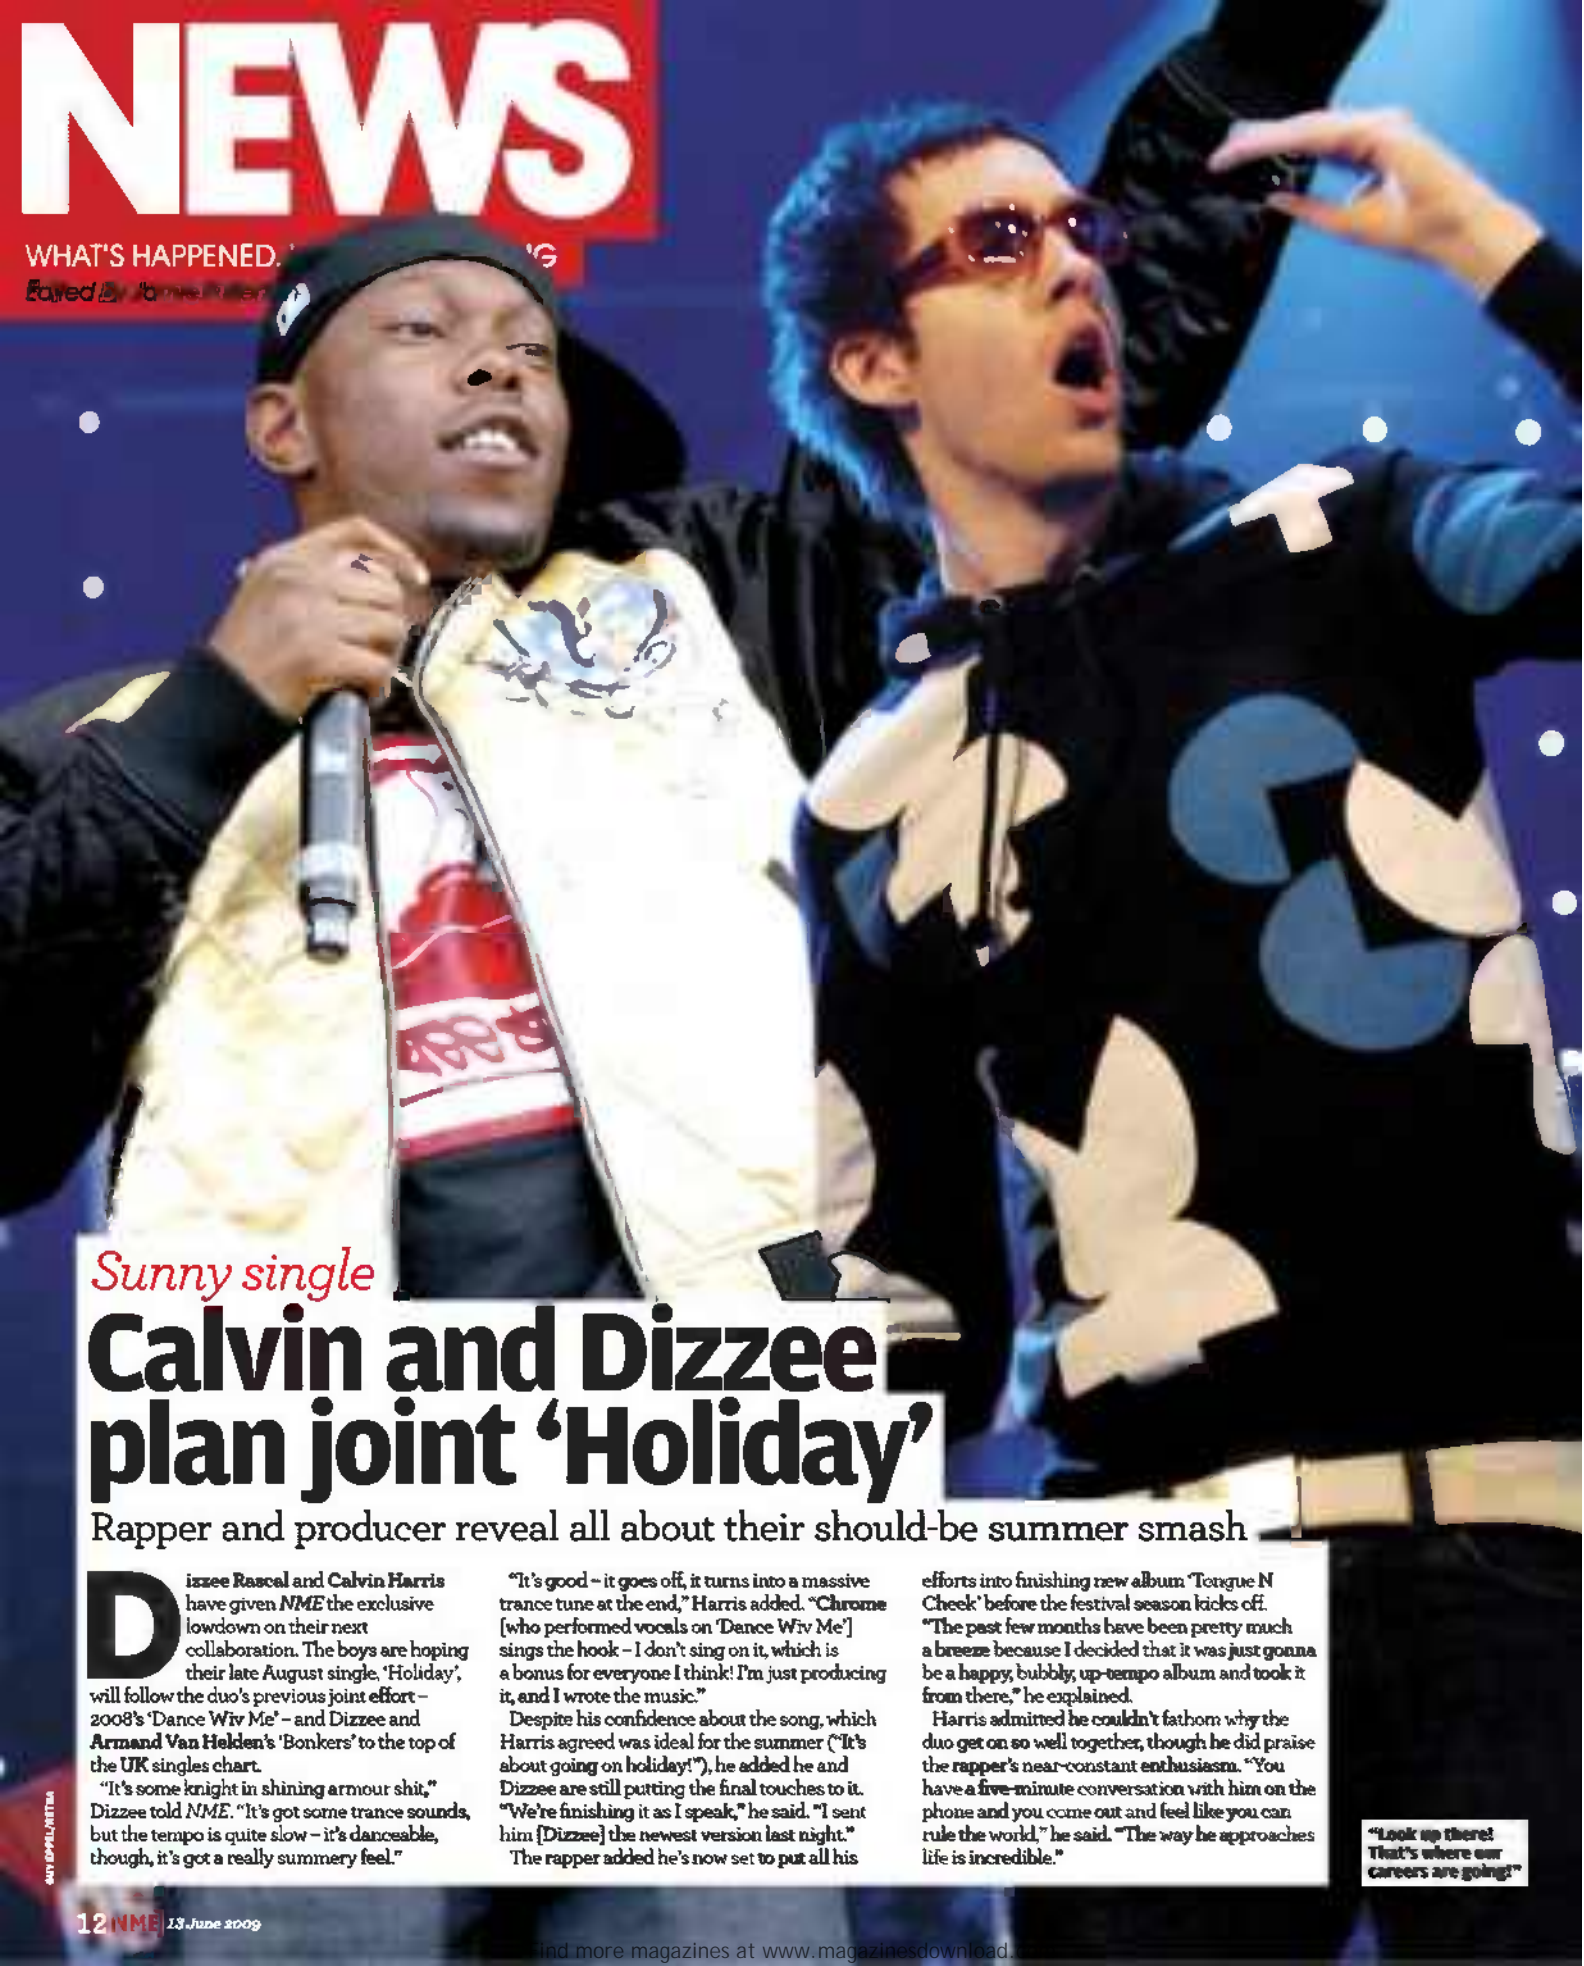 NEWS
WHAT'S HAPPENED.
Edited By
Sunny single
Calvin and Dizzee
plan joint ‘Holiday’
Rapper and producer reveal all about their should-be summer smash
Dizzee Rascal and Calvin Harris
have given NME the exclusive
lowdown on their next
collaboration. The boys are hoping
their late August single, ‘Holiday’,
will follow the duo’s previous joint effort –
2008’s ‘Dance Wiv Me’ – and Dizzee and
Armand Van Helden’s ‘Bonkers’ to the top of
the UK singles chart.
“It’s some knight in shining armour shit,”
Dizzee told NME. “It’s got some trance sounds,
but the tempo is quite slow – it’s danceable,
though, it’s got a really summery feel.”
“It’s good – it goes off, it turns into a massive
trance tune at the end,” Harris added. “Chrome
[who performed vocals on ‘Dance Wiv Me’]
sings the hook – I don’t sing on it, which is
a bonus for everyone I think! I’m just producing
it, and I wrote the music.”
Despite his confidence about the song, which
Harris agreed was ideal for the summer (“It’s
about going on holiday!”), he added he and
Dizzee are still putting the final touches to it.
“We’re finishing it as I speak,” he said. “I sent
him [Dizzee] the newest version last night.”
The rapper added he’s now set to put all his
efforts into finishing new album ‘Tongue N
Cheek’ before the festival season kicks off.
“The past few months have been pretty much
a breeze because I decided that it was just gonna
be a happy, bubbly, up-tempo album and took it
from there,” he explained.
Harris admitted he couldn’t fathom why the
duo get on so well together, though he did praise
the rapper’s near-constant enthusiasm. “You
have a five-minute conversation with him on the
phone and you come out and feel like you can
rule the world,” he said. “The way he approaches
life is incredible.”
“Look up there!
That’s where our
careers are going!”
GUY EPPEL/RETNA
12 NME 13 June 2009
find more magazines at www.magazinesdownload.